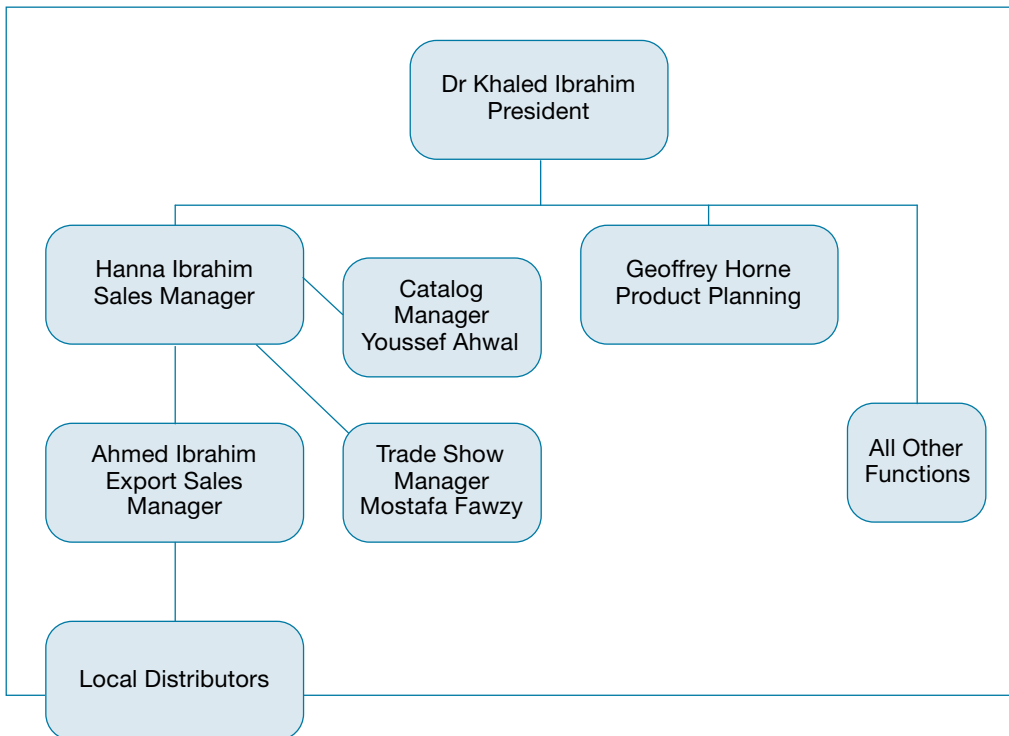 Dr Khaled Ibrahim
President
Hanna Ibrahim
Sales Manager
Catalog
Manager
Youssef Ahwal
Geoffrey Horne
Product Planning
Ahmed Ibrahim
Export Sales
Manager
Trade Show
Manager
Mostafa Fawzy
All Other
Functions
Local Distributors